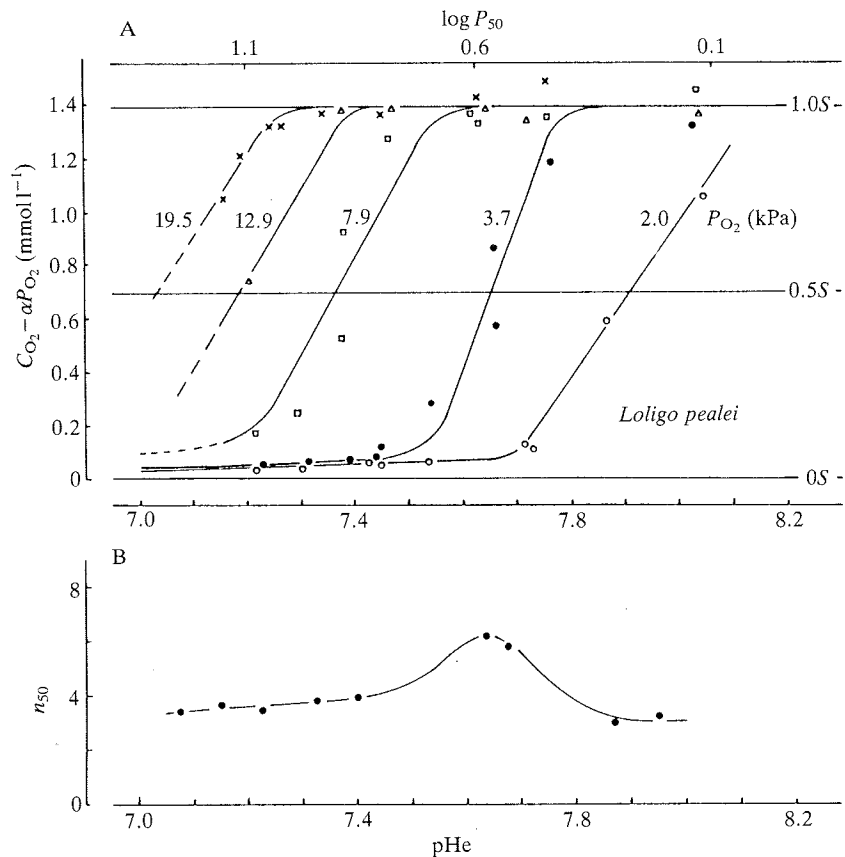 A
log P50
1.1 0.6 0.1
CO2 – αPO2 (mmol l−1)
1.4
1.2
1.0
0.8
0.6
0.4
0.2
0
1.0S
0.5S
0S
19.5 12.9 7.9 3.7 2.0 PO2 (kPa)
Loligo pealei
7.0 7.4 7.8 8.2
B
n50
8
4
0
7.0 7.4 7.8 8.2
pHe